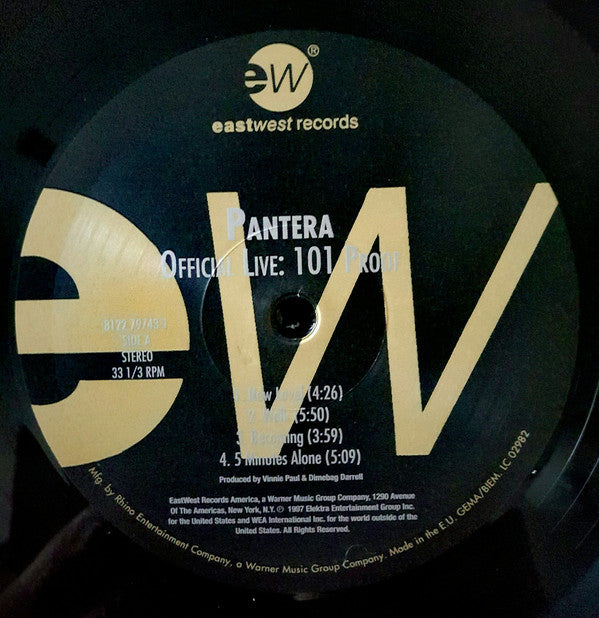 ew®
eastwest records
ew
PANTERA
OFFICIAL LIVE: 101 PROOF
SIDE A
STEREO
33 1/3 RPM
1. New Level (4:26)
2. Walk (5:50)
3. Becoming (3:59)
4. 5 Minutes Alone (5:09)
Produced by Vinnie Paul & Dimebag Darrell
EastWest Records America, a Warner Music Group Company, 1290 Avenue
Of The Americas, New York, N.Y. ℗ 1997 Elektra Entertainment Group Inc.
for the United States and WEA International Inc. for the world outside of the
United States. All Rights Reserved.
Mfg. by Rhino Entertainment Company, a Warner Music Group Company. Made in the E.U. GEMA/BIEM. LC 02982